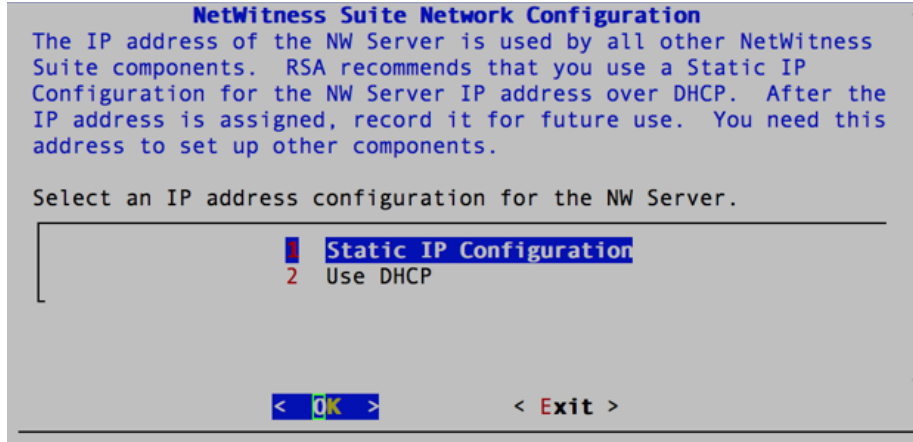 NetWitness Suite Network Configuration
The IP address of the NW Server is used by all other NetWitness
Suite components.  RSA recommends that you use a Static IP
Configuration for the NW Server IP address over DHCP.  After the
IP address is assigned, record it for future use.  You need this
address to set up other components.
Select an IP address configuration for the NW Server.
1  Static IP Configuration
2  Use DHCP
<  OK  >  < Exit >